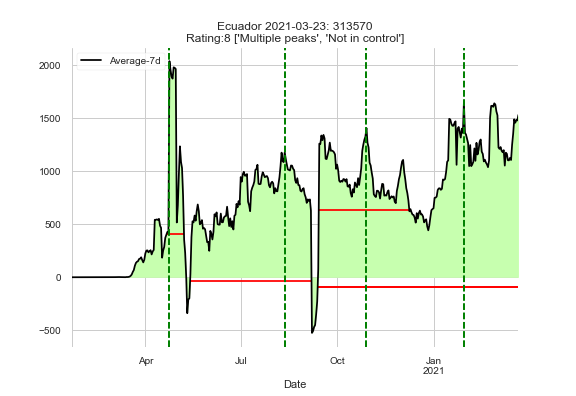 Ecuador 2021-03-23: 313570
Rating:8 ['Multiple peaks', 'Not in control']
Average-7d
2000
1500
1000
500
0
−500
Apr
Jul
Oct
Jan
2021
Date